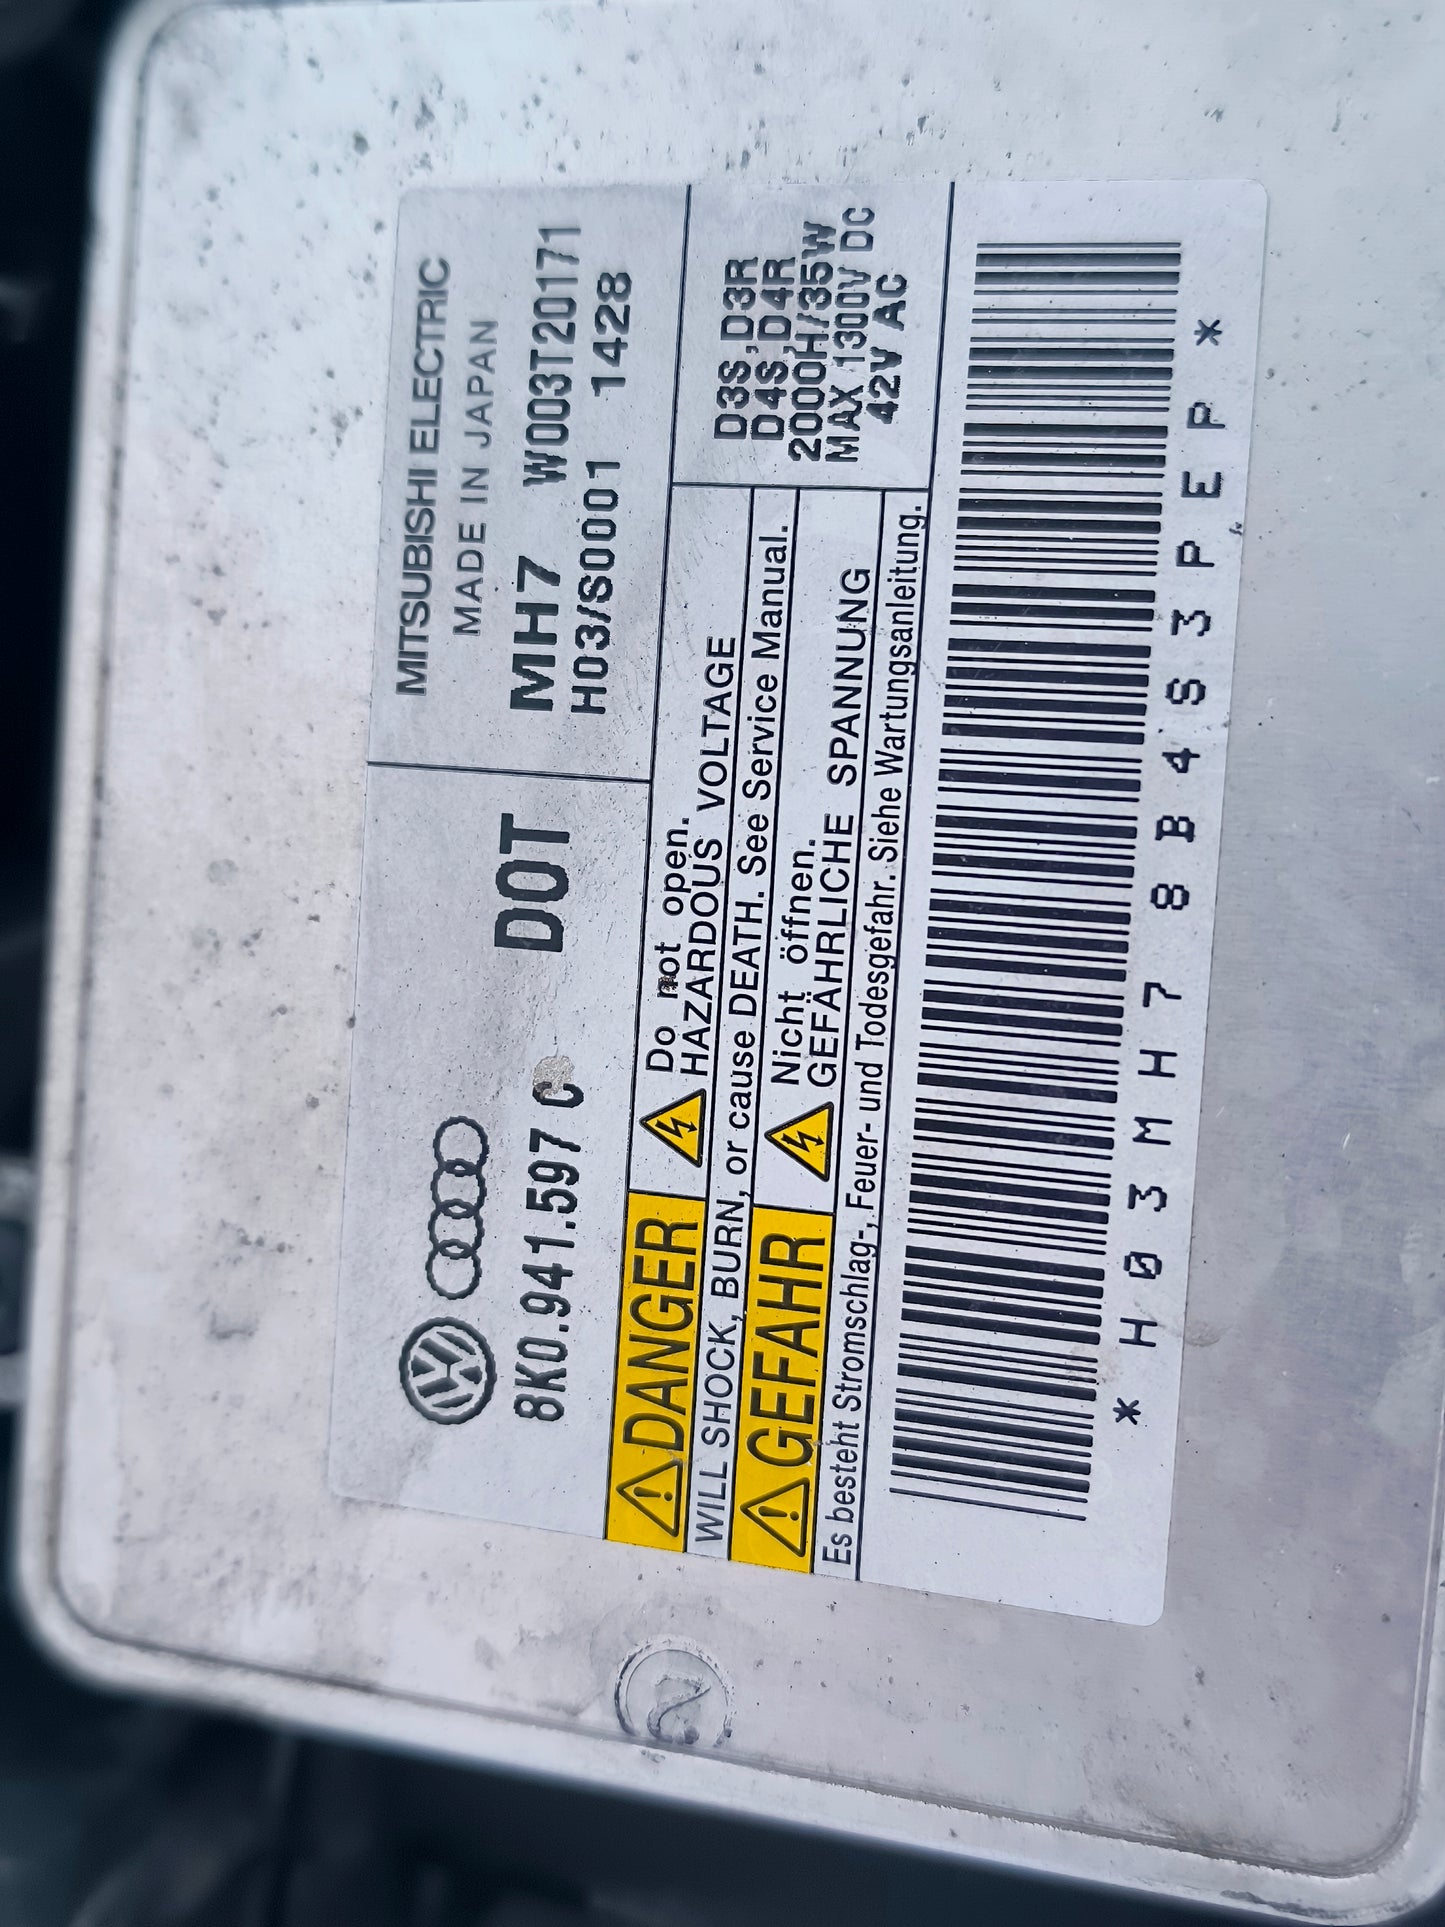 MITSUBISHI ELECTRIC
MADE IN JAPAN
8K0.941.597 C
DOT
MH7 W003T20171
H03/S0001 1428
DANGER
Do not open.
HAZARDOUS VOLTAGE
WILL SHOCK, BURN, or cause DEATH. See Service Manual.
GEFAHR
Nicht öffnen.
GEFÄHRLICHE SPANNUNG
Es besteht Stromschlag-, Feuer- und Todesgefahr. Siehe Wartungsanleitung.
D3S,D3R
D4S,D4R
2000H/35W
MAX 1300V DC
42V AC
*H03MH78B4S3PEP*